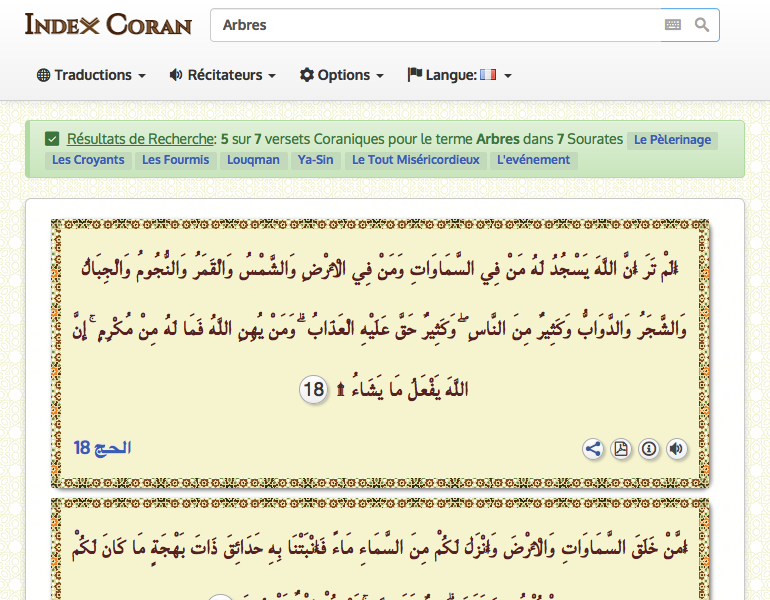 Index Coran
Arbres
Traductions Récitateurs Options Langue:
Résultats de Recherche: 5 sur 7 versets Coraniques pour le terme Arbres dans 7 Sourates Le Pèlerinage
Les Croyants Les Fourmis Louqman Ya-Sin Le Tout Miséricordieux L'evénement
أَلَمْ تَرَ أَنَّ اللَّهَ يَسْجُدُ لَهُ مَنْ فِي السَّمَاوَاتِ وَمَنْ فِي الْأَرْضِ وَالشَّمْسُ وَالْقَمَرُ وَالنُّجُومُ وَالْجِبَالُ
وَالشَّجَرُ وَالدَّوَابُّ وَكَثِيرٌ مِنَ النَّاسِ ۖ وَكَثِيرٌ حَقَّ عَلَيْهِ الْعَذَابُ ۗ وَمَنْ يُهِنِ اللَّهُ فَمَا لَهُ مِنْ مُكْرِمٍ ۚ إِنَّ
اللَّهَ يَفْعَلُ مَا يَشَاءُ ۩ 18
الحج 18
أَمَّنْ خَلَقَ السَّمَاوَاتِ وَالْأَرْضَ وَأَنْزَلَ لَكُمْ مِنَ السَّمَاءِ مَاءً فَأَنْبَتْنَا بِهِ حَدَائِقَ ذَاتَ بَهْجَةٍ مَا كَانَ لَكُمْ